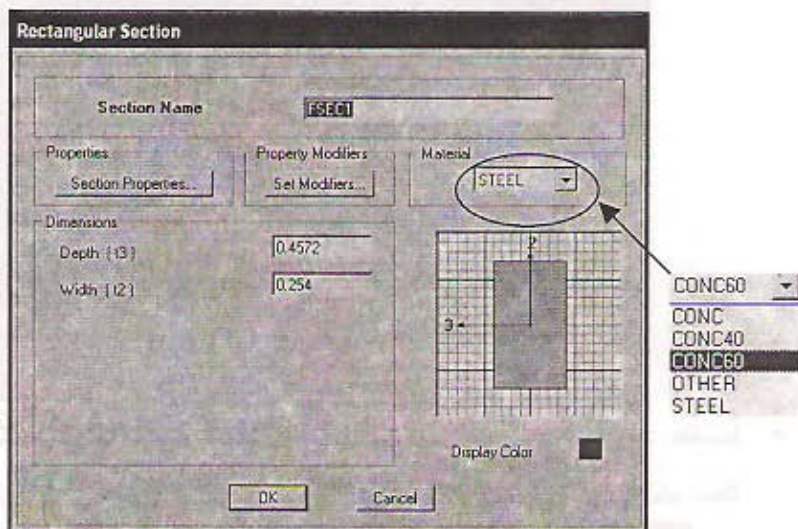 Rectangular Section
Section Name FSEC1
Properties Property Modifiers Material
Section Properties... Set Modifiers... STEEL
Dimensions
Depth (t3) 0.4572
Width (t2) 0.254
2
3
Display Color
OK Cancel
CONC60
CONC
CONC40
CONC60
OTHER
STEEL